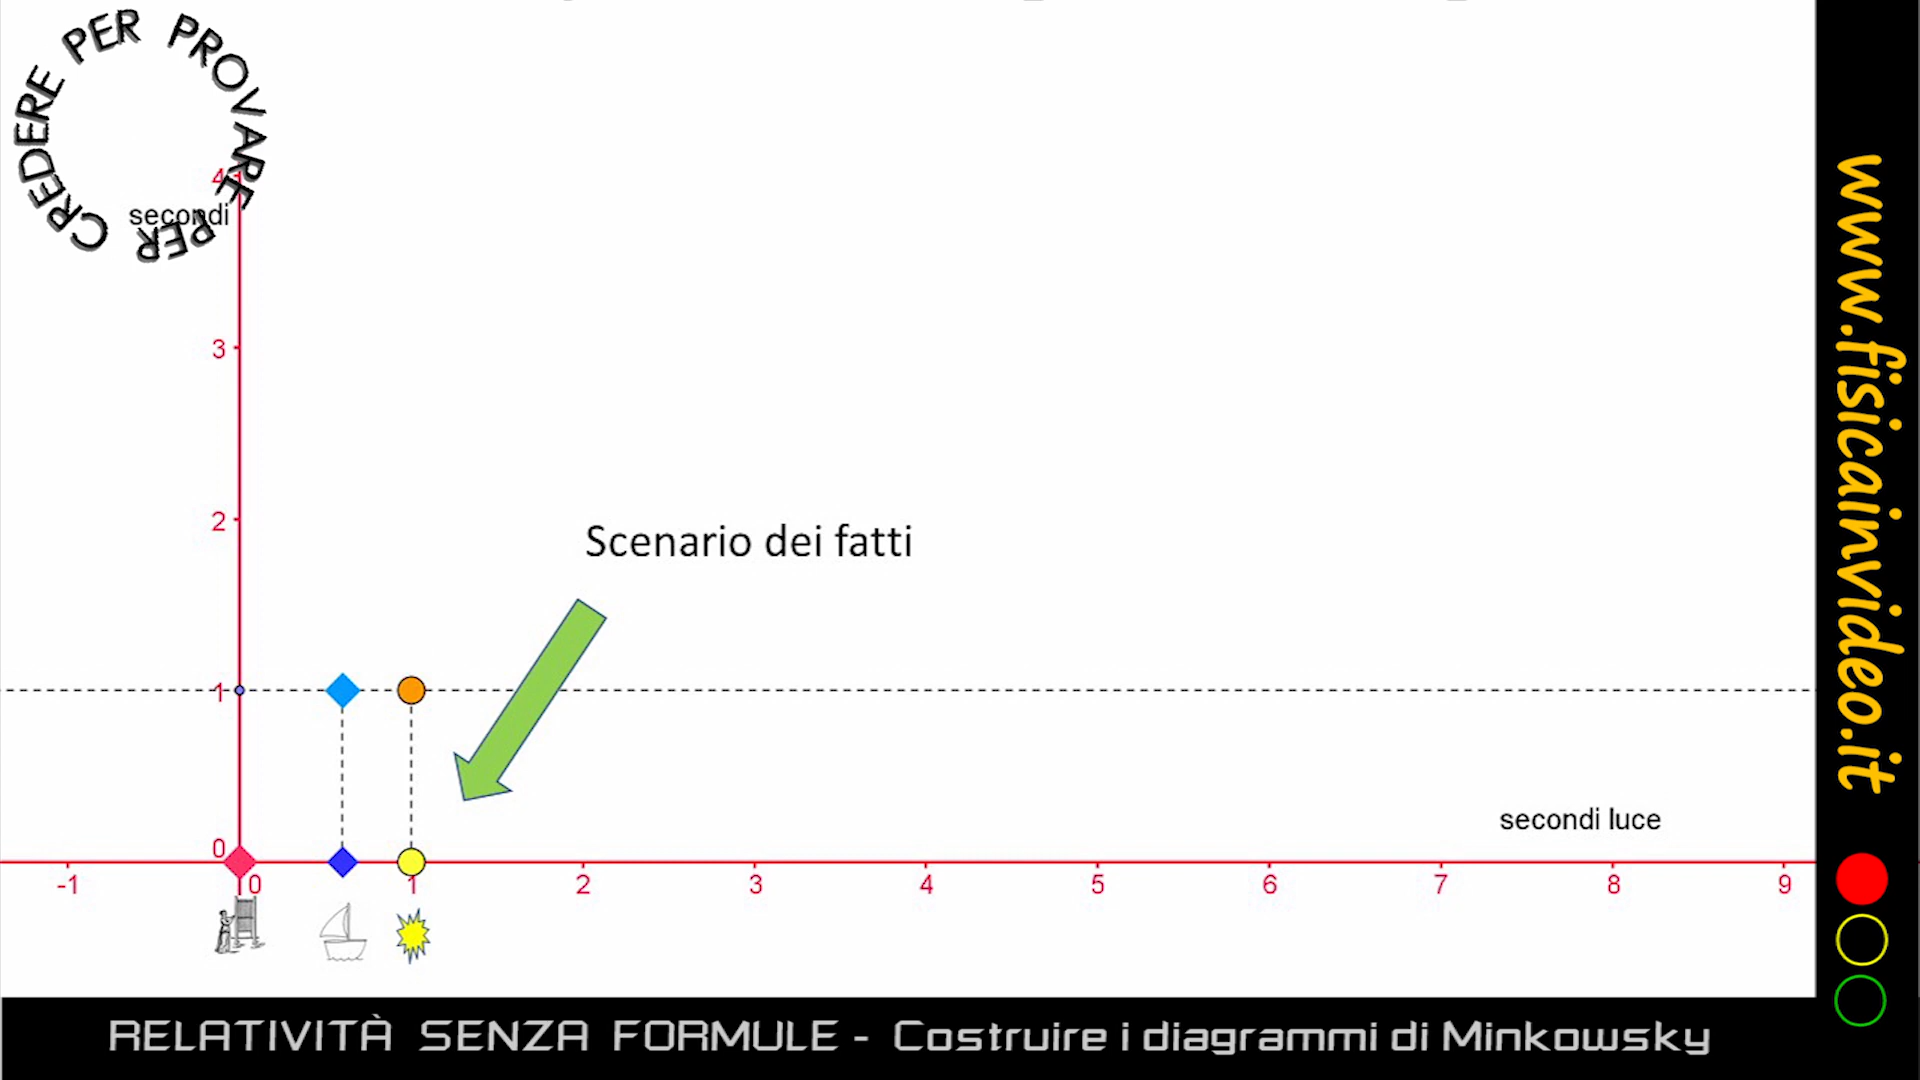 CREDERE PER PROVARE PER
4
secondi
3
2
Scenario dei fatti
1
secondi luce
0
-1 0 1 2 3 4 5 6 7 8 9
www.fisicainvideo.it
RELATIVITÀ SENZA FORMULE - Costruire i diagrammi di Minkowsky